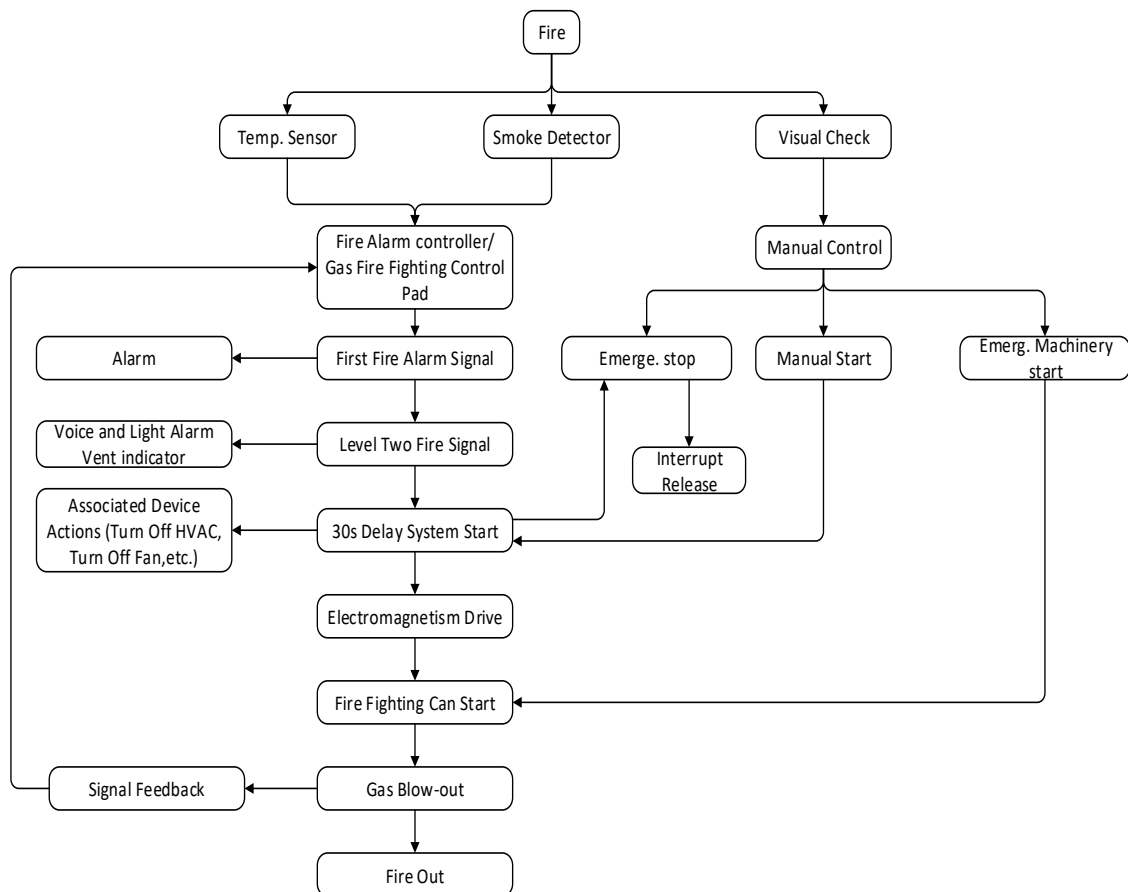 Fire
Temp. Sensor
Smoke Detector
Visual Check
Fire Alarm controller/
Gas Fire Fighting Control
Pad
Manual Control
Alarm
First Fire Alarm Signal
Emerge. stop
Manual Start
Emerg. Machinery
start
Voice and Light Alarm
Vent indicator
Level Two Fire Signal
Interrupt
Release
Associated Device
Actions (Turn Off HVAC,
Turn Off Fan,etc.)
30s Delay System Start
Electromagnetism Drive
Fire Fighting Can Start
Signal Feedback
Gas Blow-out
Fire Out